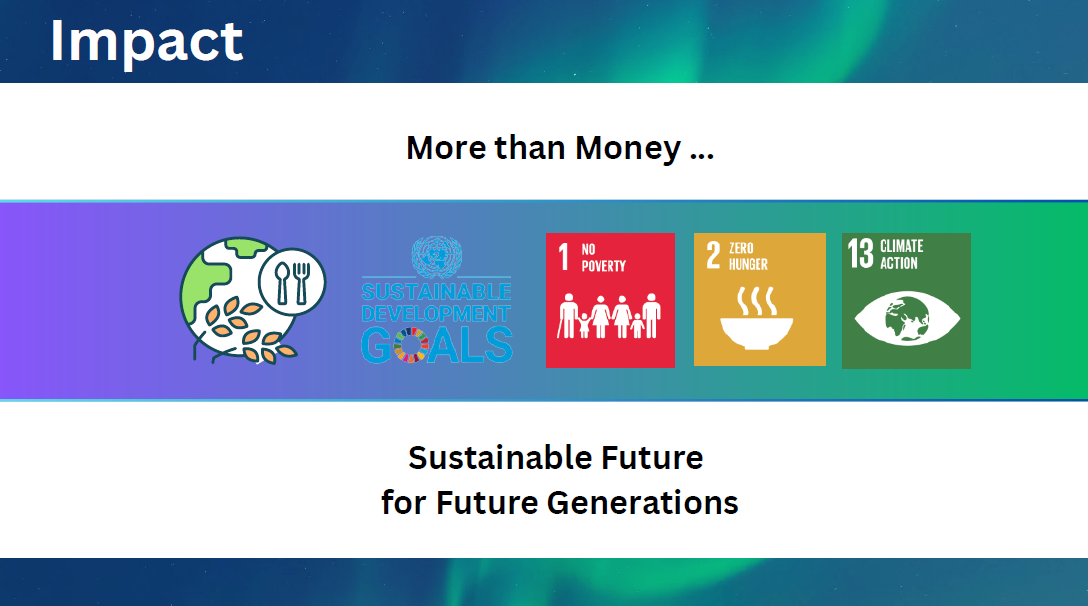 Impact
More than Money ...
SUSTAINABLE
DEVELOPMENT
GOALS
1 NO
POVERTY
2 ZERO
HUNGER
13 CLIMATE
ACTION
Sustainable Future
for Future Generations